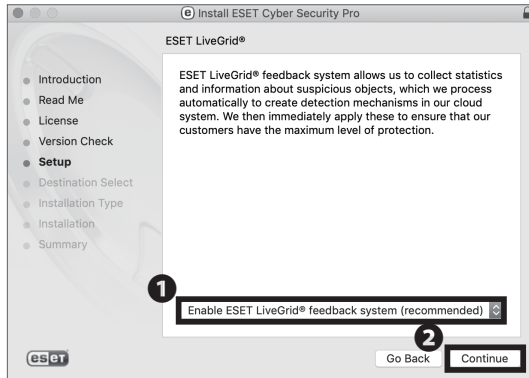 e Install ESET Cyber Security Pro
ESET LiveGrid®
Introduction
Read Me
License
Version Check
Setup
Destination Select
Installation Type
Installation
Summary
ESET LiveGrid® feedback system allows us to collect statistics
and information about suspicious objects, which we process
automatically to create detection mechanisms in our cloud
system. We then immediately apply these to ensure that our
customers have the maximum level of protection.
1
Enable ESET LiveGrid® feedback system (recommended)
2
eset
Go Back
Continue